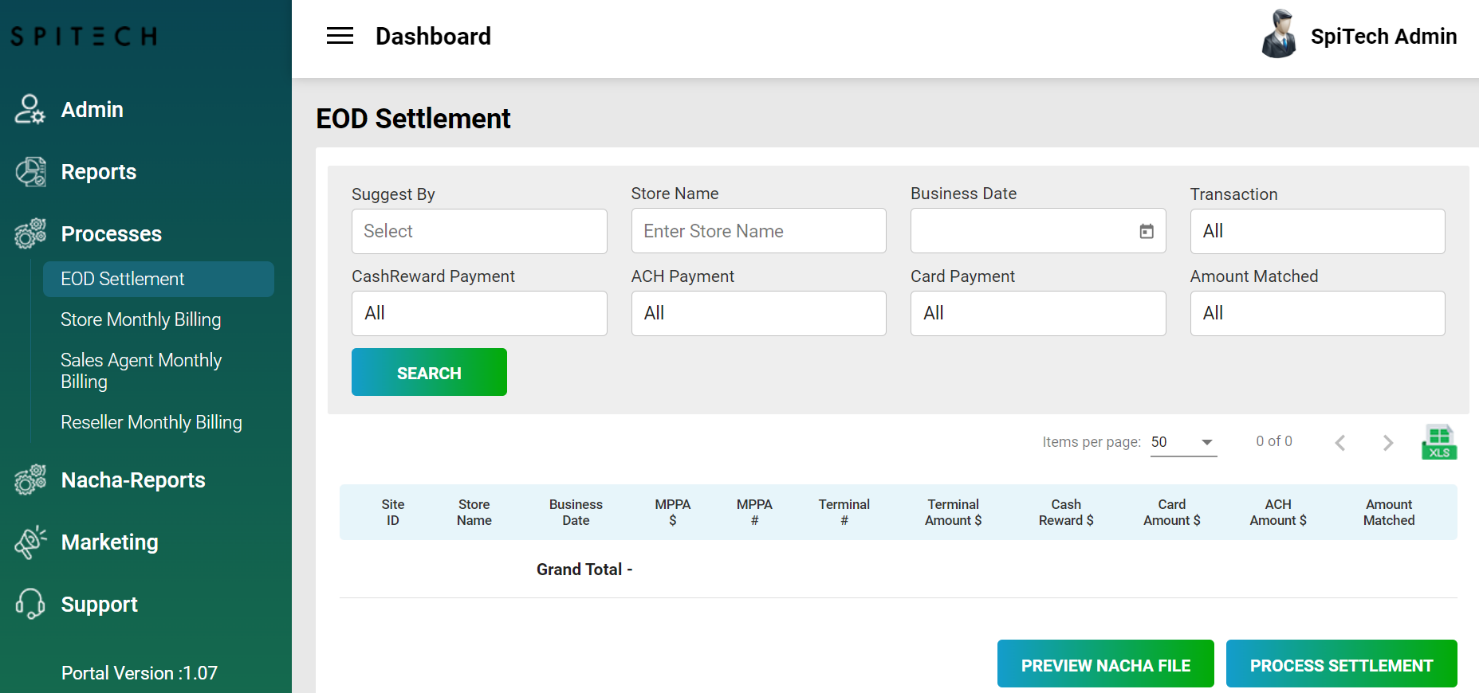 SPITECH
Dashboard
SpiTech Admin
Admin
Reports
Processes
EOD Settlement
Store Monthly Billing
Sales Agent Monthly
Billing
Reseller Monthly Billing
Nacha-Reports
Marketing
Support
Portal Version :1.07
EOD Settlement
Suggest By
Store Name
Business Date
Transaction
Select
Enter Store Name
All
CashReward Payment
ACH Payment
Card Payment
Amount Matched
All
All
All
All
SEARCH
Items per page: 50
0 of 0
XLS
Site ID
Store Name
Business Date
MPPA $
MPPA #
Terminal #
Terminal Amount $
Cash Reward $
Card Amount $
ACH Amount $
Amount Matched
Grand Total -
PREVIEW NACHA FILE
PROCESS SETTLEMENT